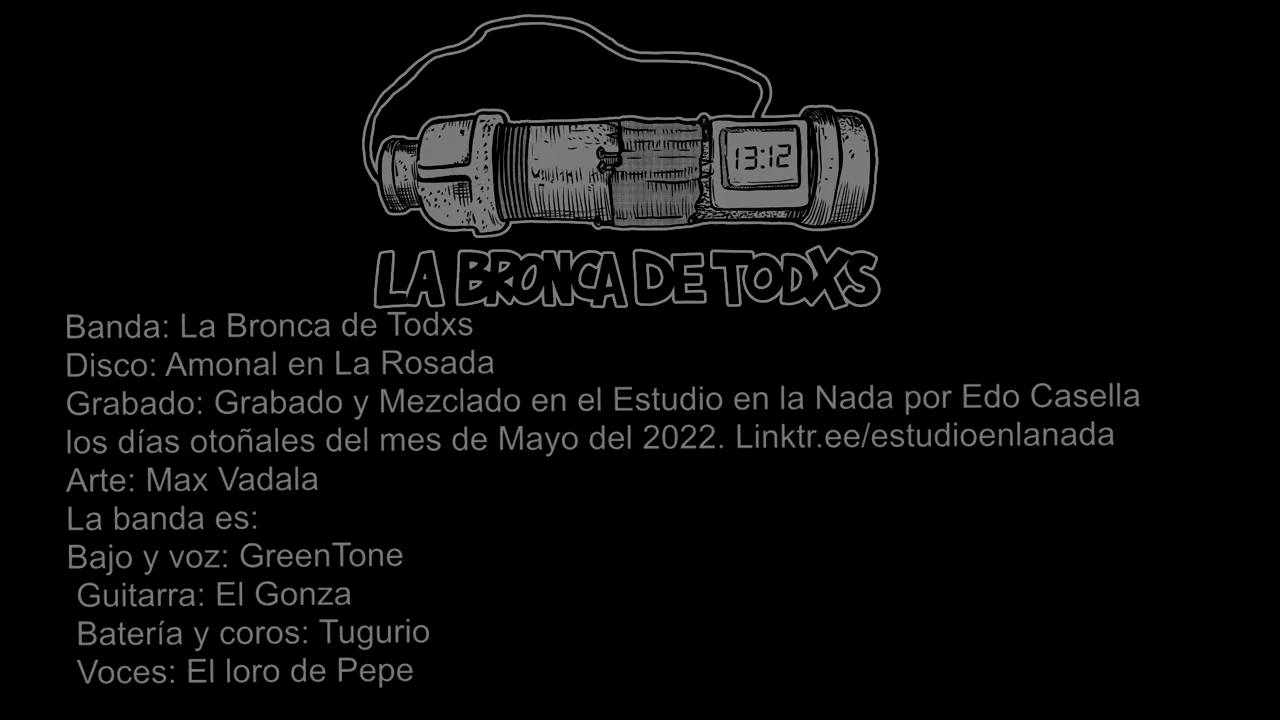 13:12
LA BRONCA DE TODXS
Banda: La Bronca de Todxs
Disco: Amonal en La Rosada
Grabado: Grabado y Mezclado en el Estudio en la Nada por Edo Casella
los días otoñales del mes de Mayo del 2022. Linktr.ee/estudioenlanada
Arte: Max Vadala
La banda es:
Bajo y voz: GreenTone
Guitarra: El Gonza
Batería y coros: Tugurio
Voces: El loro de Pepe